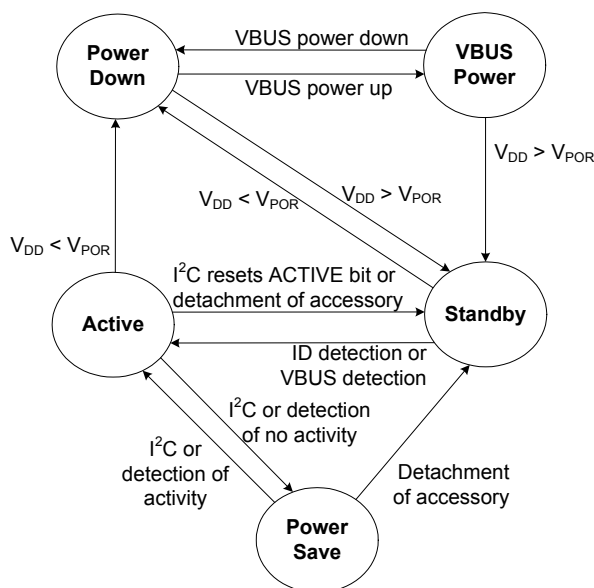 Power
Down
VBUS power down
VBUS power up
VBUS
Power
V_DD > V_POR
V_DD < V_POR
V_DD > V_POR
V_DD < V_POR
Active
I²C resets ACTIVE bit or
detachment of accessory
Standby
ID detection or
VBUS detection
I²C or detection
of no activity
I²C or
detection of
activity
Detachment
of accessory
Power
Save